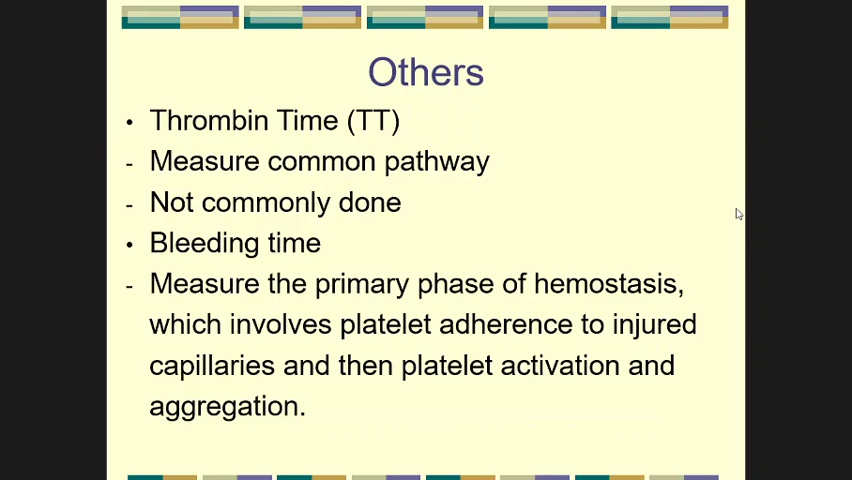 Others
• Thrombin Time (TT)
- Measure common pathway
- Not commonly done
• Bleeding time
- Measure the primary phase of hemostasis,
which involves platelet adherence to injured
capillaries and then platelet activation and
aggregation.